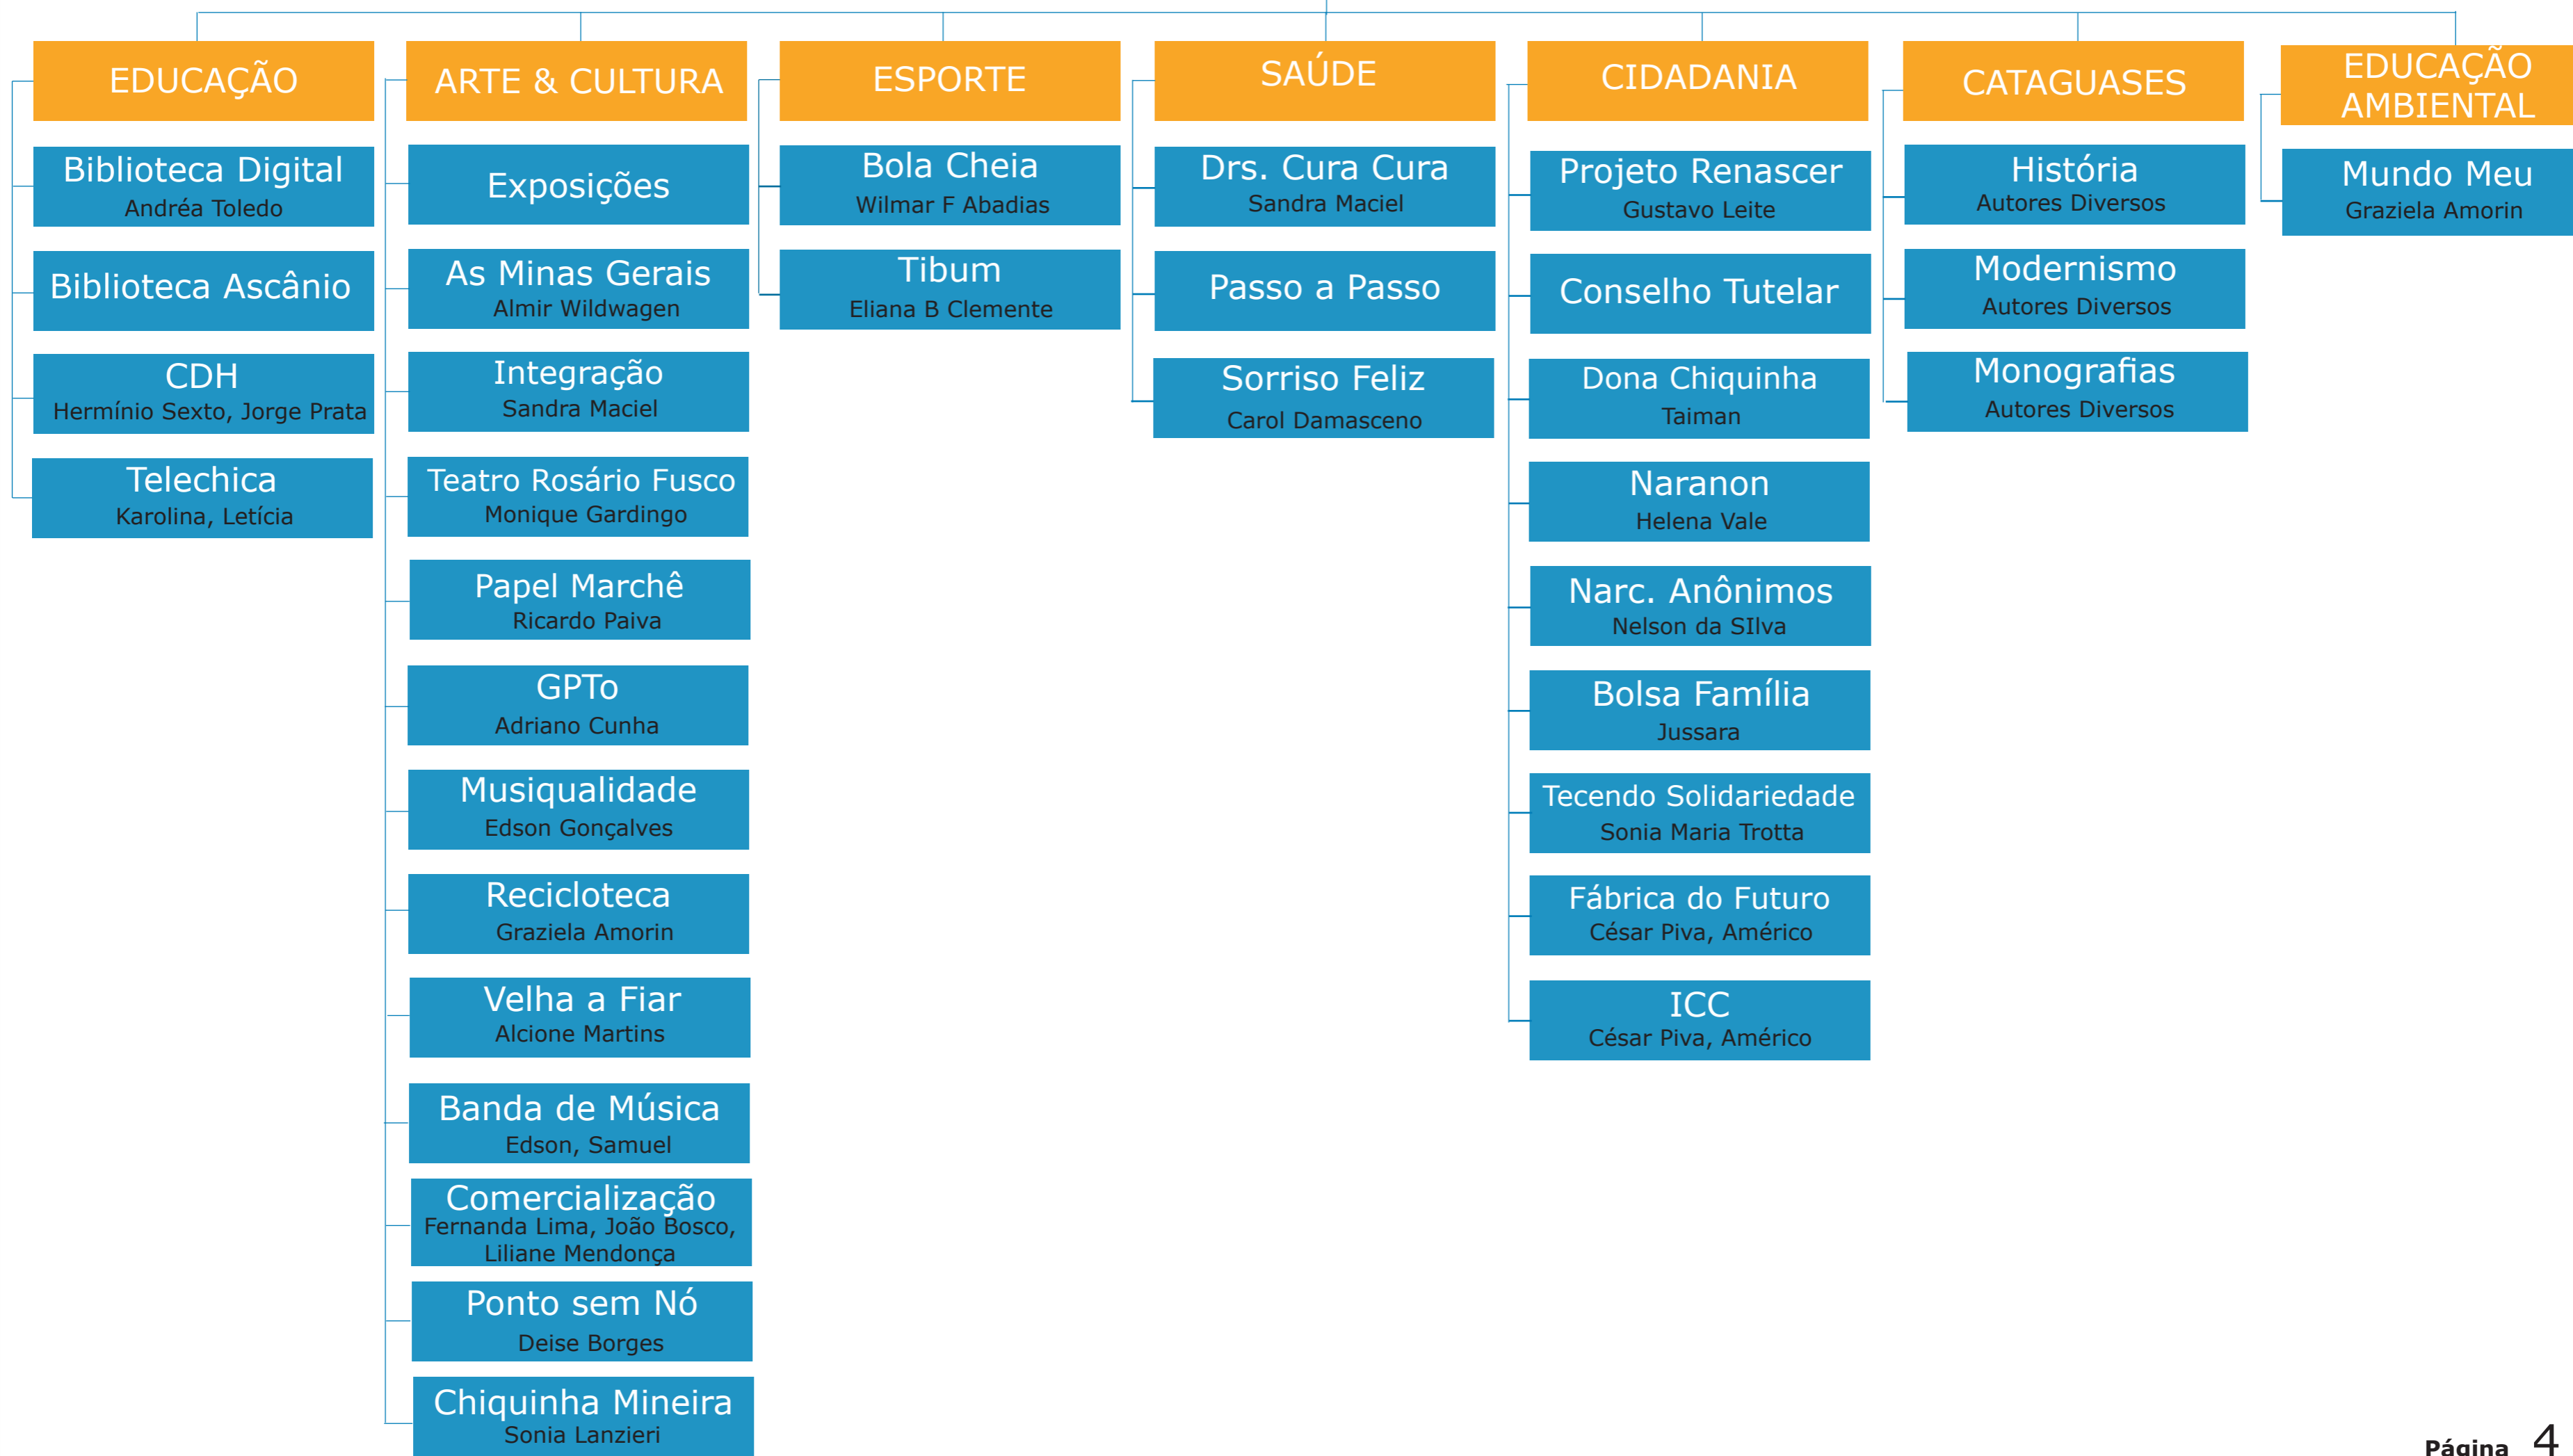 EDUCAÇÃO
Biblioteca Digital
Andréa Toledo
Biblioteca Ascânio
CDH
Hermínio Sexto, Jorge Prata
Telechica
Karolina, Letícia
ARTE & CULTURA
Exposições
As Minas Gerais
Almir Wildwagen
Integração
Sandra Maciel
Teatro Rosário Fusco
Monique Gardingo
Papel Marchê
Ricardo Paiva
GPTo
Adriano Cunha
Musiqualidade
Edson Gonçalves
Recicloteca
Graziela Amorin
Velha a Fiar
Alcione Martins
Banda de Música
Edson, Samuel
Comercialização
Fernanda Lima, João Bosco,
Liliane Mendonça
Ponto sem Nó
Deise Borges
Chiquinha Mineira
Sonia Lanzieri
ESPORTE
Bola Cheia
Wilmar F Abadias
Tibum
Eliana B Clemente
SAÚDE
Drs. Cura Cura
Sandra Maciel
Passo a Passo
Sorriso Feliz
Carol Damasceno
CIDADANIA
Projeto Renascer
Gustavo Leite
Conselho Tutelar
Dona Chiquinha
Taiman
Naranon
Helena Vale
Narc. Anônimos
Nelson da SIlva
Bolsa Família
Jussara
Tecendo Solidariedade
Sonia Maria Trotta
Fábrica do Futuro
César Piva, Américo
ICC
César Piva, Américo
CATAGUASES
História
Autores Diversos
Modernismo
Autores Diversos
Monografias
Autores Diversos
EDUCAÇÃO
AMBIENTAL
Mundo Meu
Graziela Amorin
Página 4